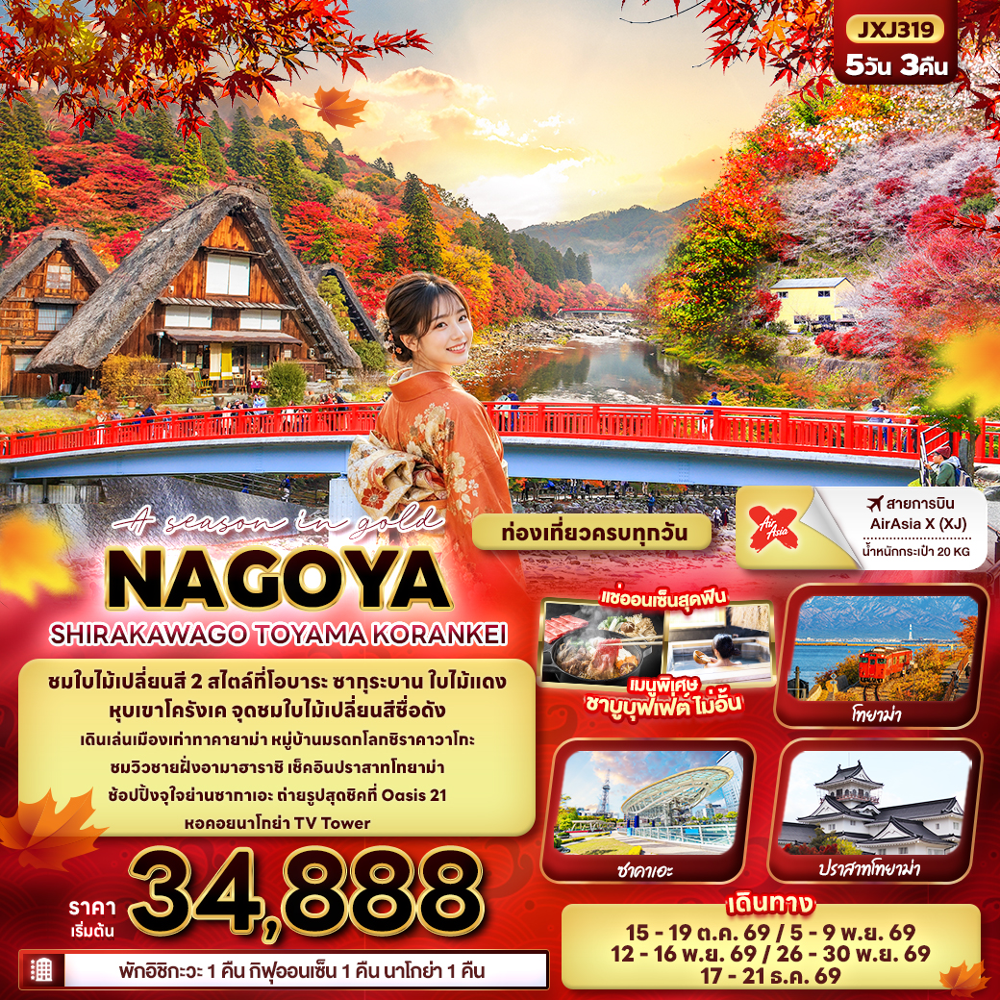 JXJ319
5วัน 3คืน
A season in gold
NAGOYA
SHIRAKAWAGO TOYAMA KORANKEI
ท่องเที่ยวครบทุกวัน
Air Asia X
สายการบิน
AirAsia X (XJ)
น้ำหนักกระเป๋า 20 KG
ชมใบไม้เปลี่ยนสี 2 สไตล์ที่โอบาระ ซากุระบาน ใบไม้แดง
หุบเขาโครังเค จุดชมใบไม้เปลี่ยนสีชื่อดัง
เดินเล่นเมืองเก่าทาคายาม่า หมู่บ้านมรดกโลกชิราคาวาโกะ
ชมวิวชายฝั่งอามาฮาราชิ เช็คอินปราสาทโทยาม่า
ช้อปปิ้งจุใจย่านซากาเอะ ถ่ายรูปสุดชิคที่ Oasis 21
หอคอยนาโกย่า TV Tower
แช่ออนเซ็นสุดฟิน
เมนูพิเศษ
ชาบูบุฟเฟต์ ไม่อั้น
โทยาม่า
ซาคาเอะ
ปราสาทโทยาม่า
ราคา
เริ่มต้น
34,888
พักอิชิกะวะ 1 คืน กิฟุออนเซ็น 1 คืน นาโกย่า 1 คืน
เดินทาง
15 - 19 ต.ค. 69 / 5 - 9 พ.ย. 69
12 - 16 พ.ย. 69 / 26 - 30 พ.ย. 69
17 - 21 ธ.ค. 69